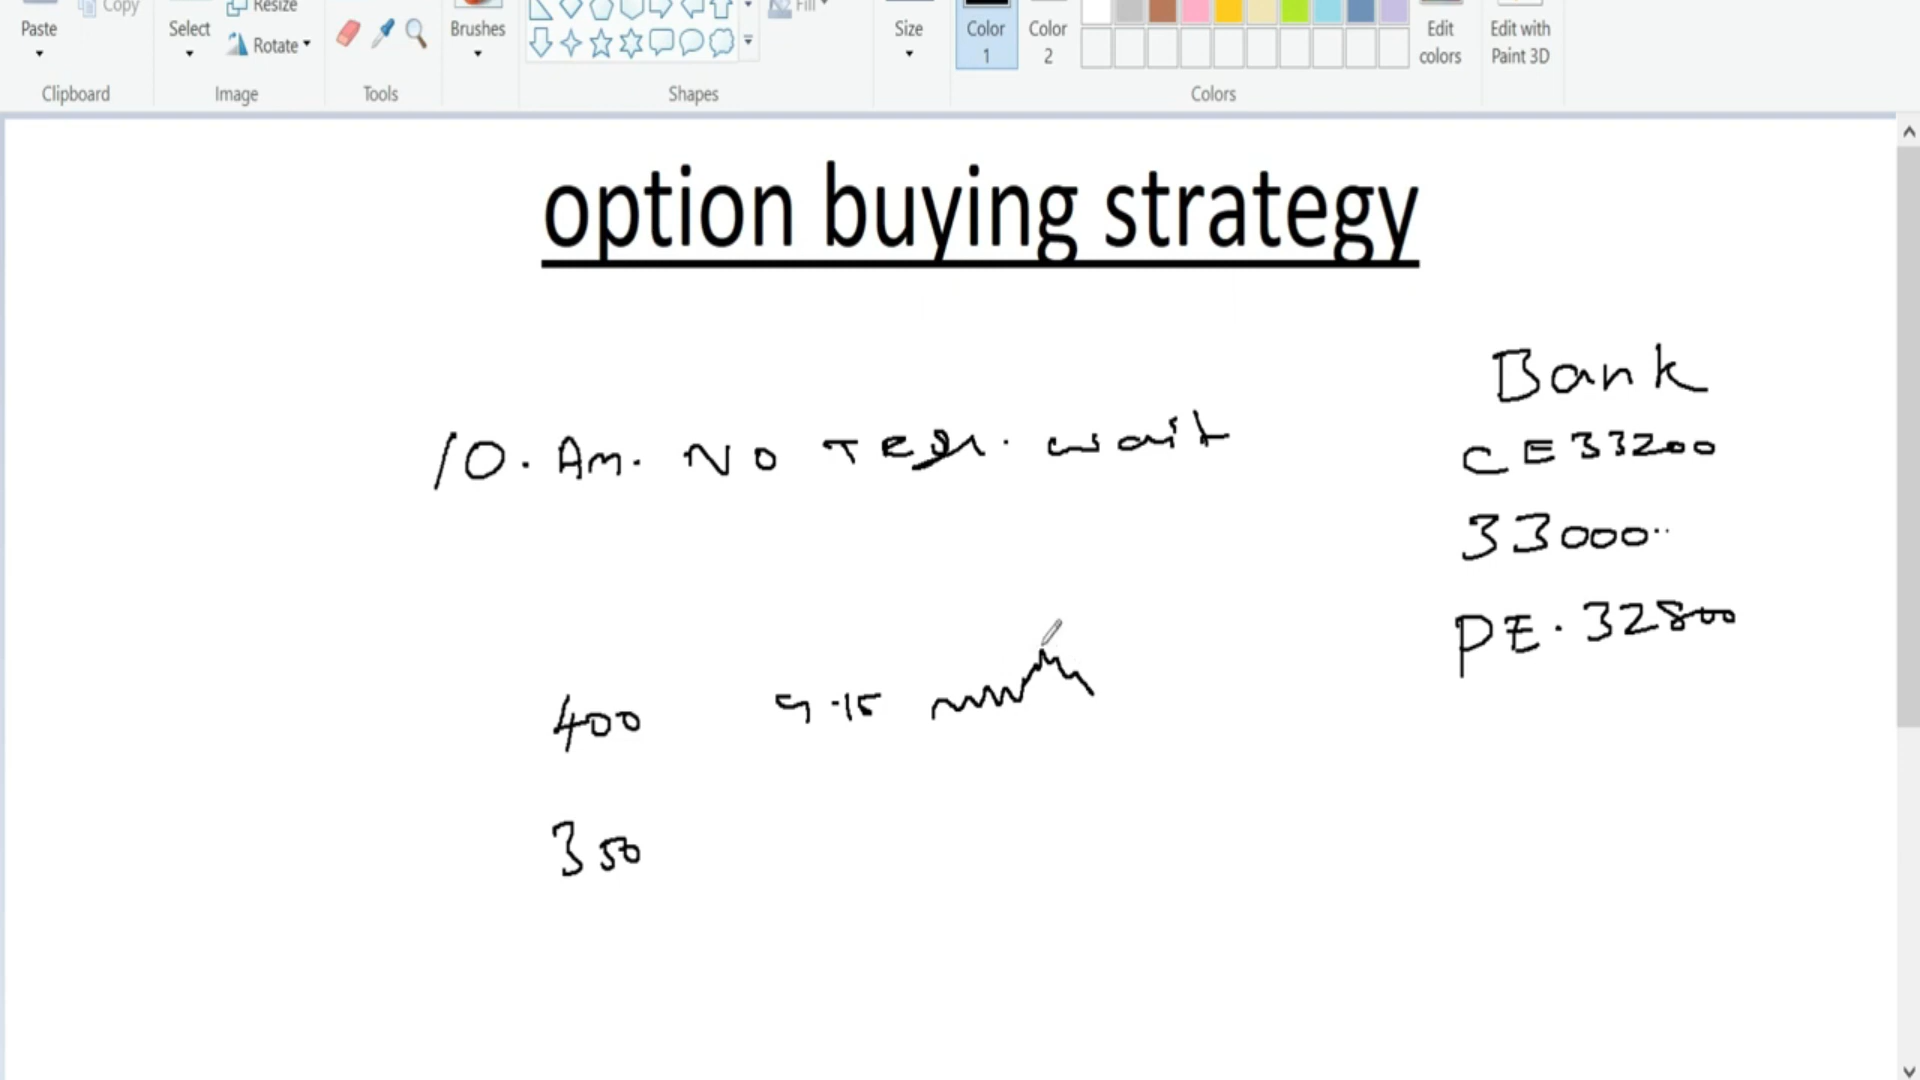 Resize
Copy
Fill
Paste
Select
Rotate
Brushes
Size
Color 1
Color 2
Edit colors
Edit with Paint 3D
Clipboard
Image
Tools
Shapes
Colors
option buying strategy
Bank
10. Am. No wait
CE 33200
33000..
PE. 32800
400 9.15
350